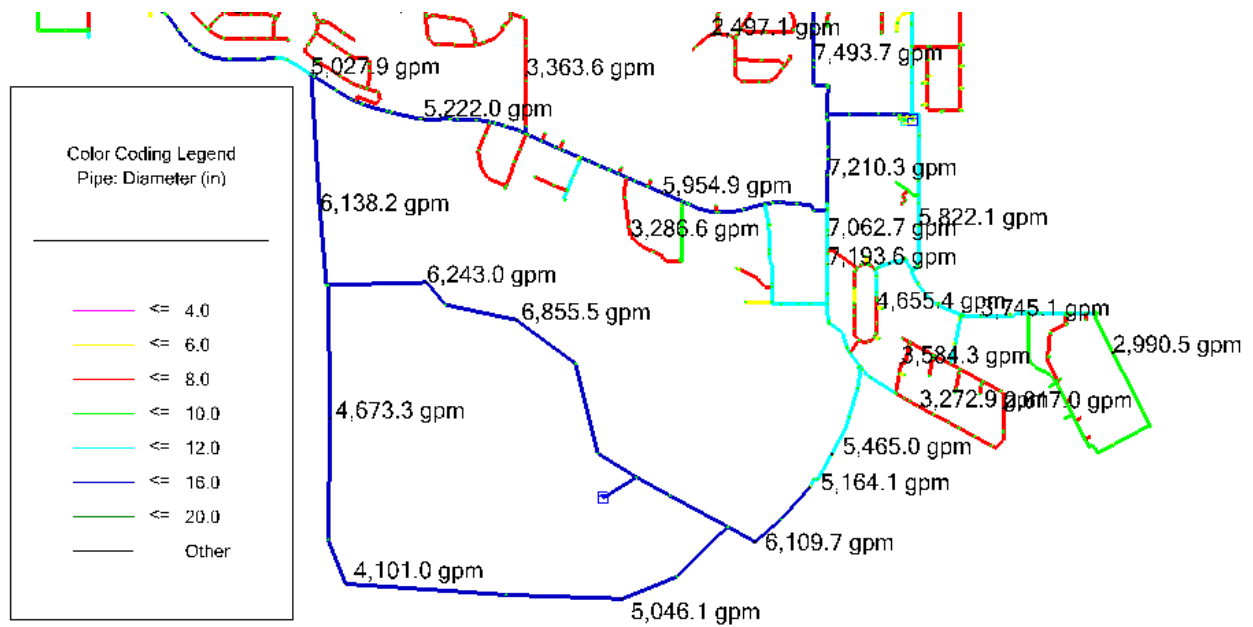 2,497.1 gpm
7,493.7 gpm
5,027.9 gpm
3,363.6 gpm
5,222.0 gpm
Color Coding Legend
Pipe: Diameter (in)
7,210.3 gpm
5,954.9 gpm
6,138.2 gpm
5,822.1 gpm
3,286.6 gpm
7,062.7 gpm
7,193.6 gpm
6,243.0 gpm
4,655.4 gpm
3,745.1 gpm
6,855.5 gpm
<= 4.0
<= 6.0
3,584.3 gpm
2,990.5 gpm
<= 8.0
3,272.9 gpm
4,673.3 gpm
<= 10.0
<= 12.0
5,465.0 gpm
<= 16.0
5,164.1 gpm
<= 20.0
6,109.7 gpm
Other
4,101.0 gpm
5,046.1 gpm